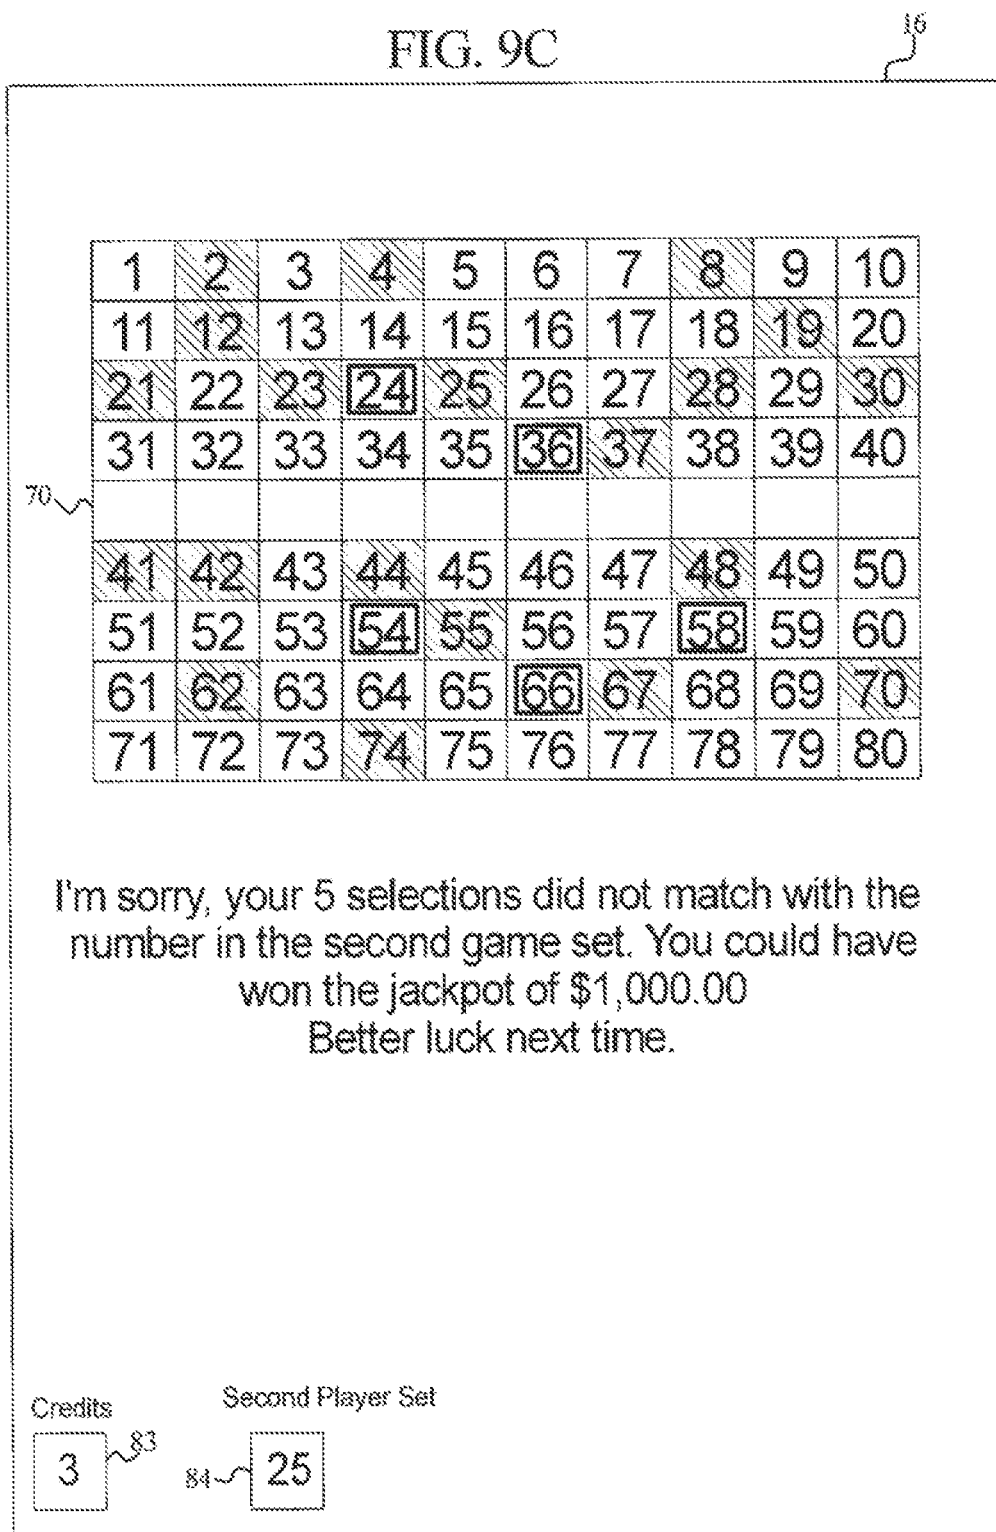 FIG. 9C
16
1 2 3 4 5 6 7 8 9 10
11 12 13 14 15 16 17 18 19 20
21 22 23 24 25 26 27 28 29 30
31 32 33 34 35 36 37 38 39 40
70
41 42 43 44 45 46 47 48 49 50
51 52 53 54 55 56 57 58 59 60
61 62 63 64 65 66 67 68 69 70
71 72 73 74 75 76 77 78 79 80
I'm sorry, your 5 selections did not match with the
number in the second game set. You could have
won the jackpot of $1,000.00
Better luck next time.
Credits
Second Player Set
3
83
84
25